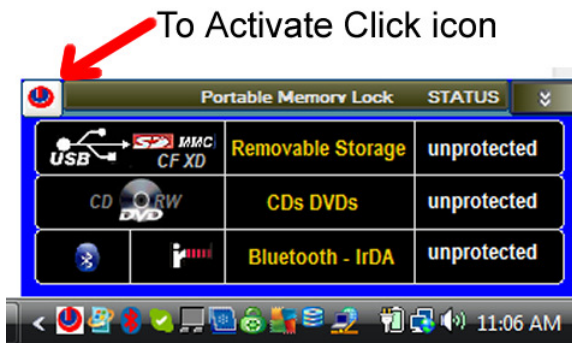 To Activate Click icon
Portable Memory Lock STATUS
USB SD MMC CF XD Removable Storage unprotected
CD DVD RW CDs DVDs unprotected
Bluetooth - IrDA unprotected
11:06 AM